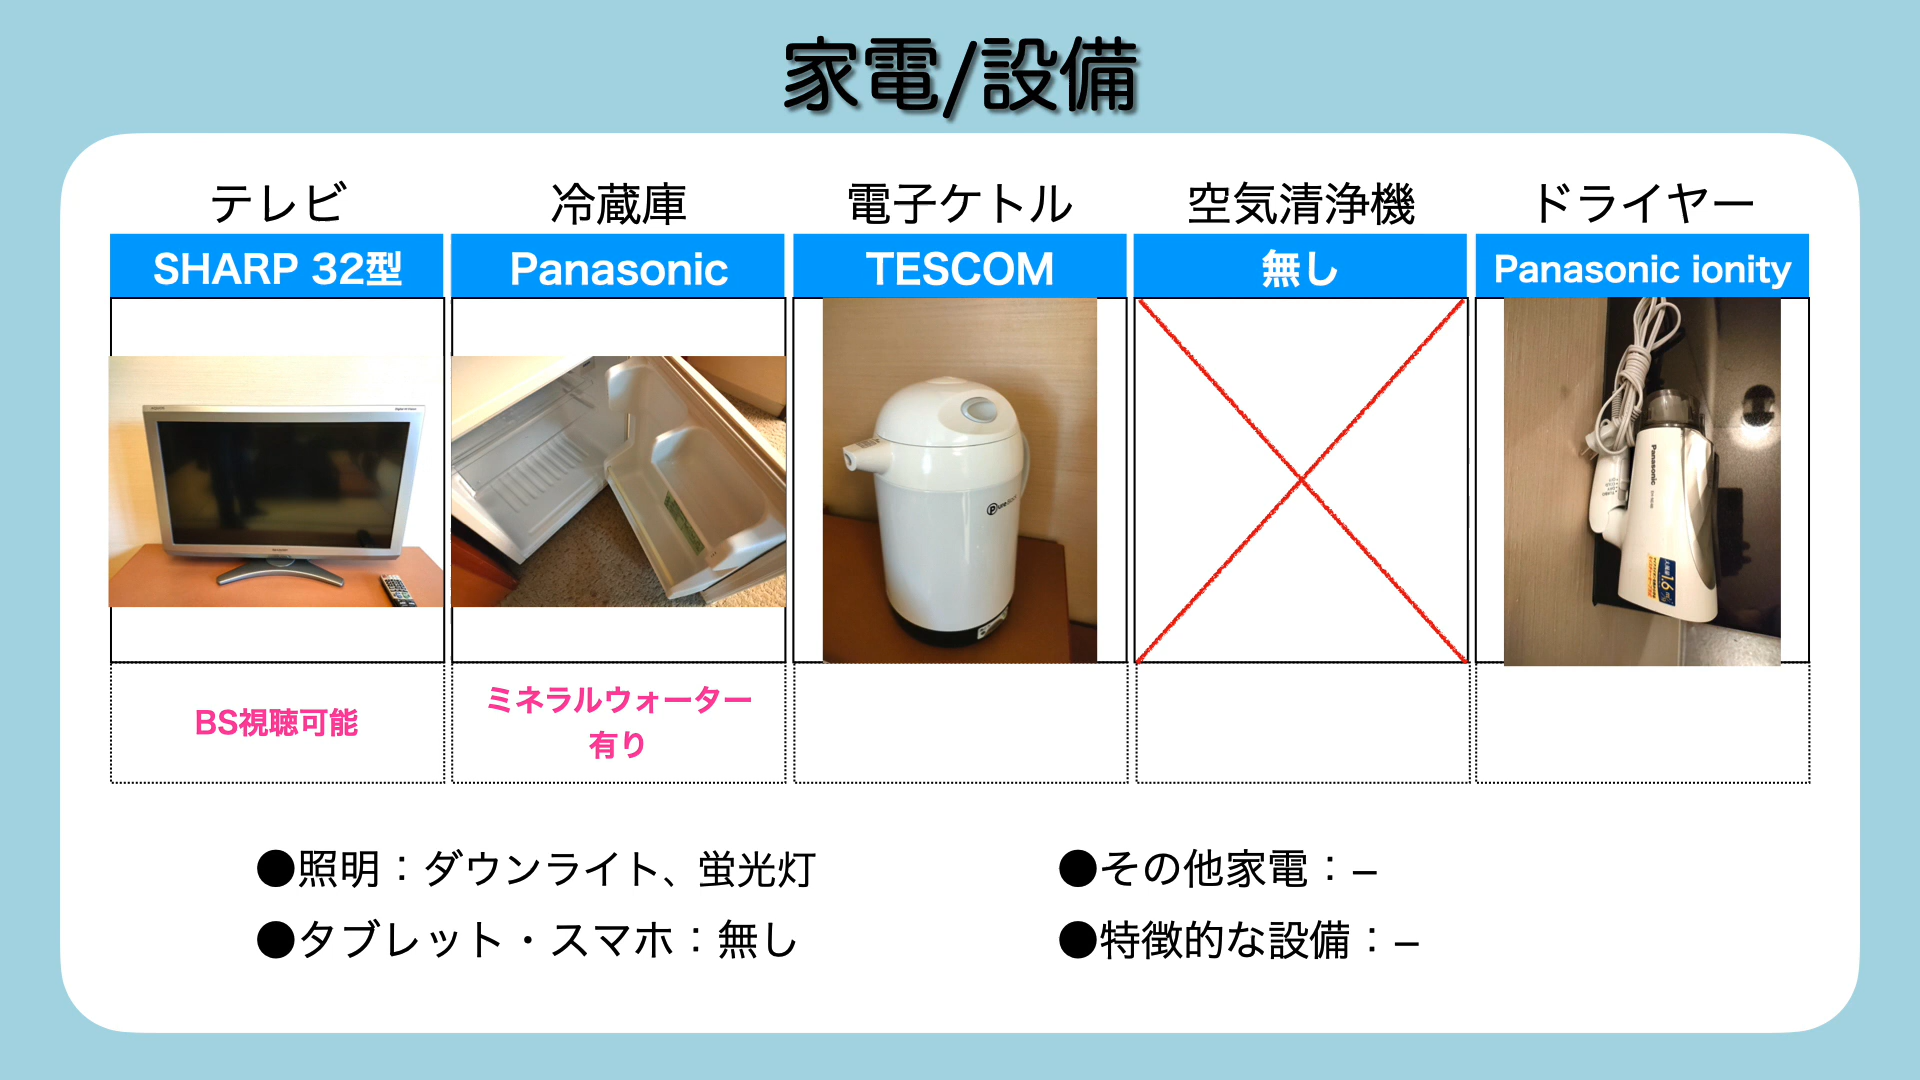 家電/設備
テレビ
冷蔵庫
電子ケトル
空気清浄機
ドライヤー
SHARP 32型
Panasonic
TESCOM
無し
Panasonic ionity
Panasonic
1.6
BS視聴可能
ミネラルウォーター
有り
●照明：ダウンライト、蛍光灯
●その他家電：–
●タブレット・スマホ：無し
●特徴的な設備：–